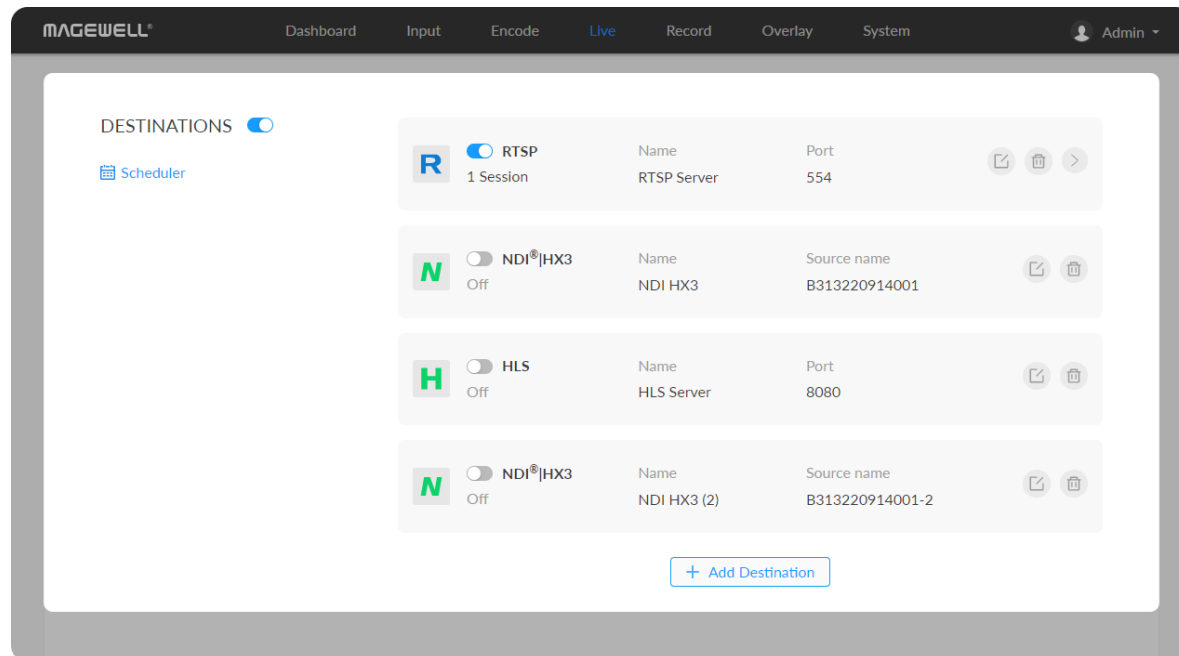 MAGEWELL® Dashboard Input Encode Live Record Overlay System Admin
DESTINATIONS
Scheduler
R RTSP Name Port
1 Session RTSP Server 554
N NDI®|HX3 Name Source name
Off NDI HX3 B313220914001
H HLS Name Port
Off HLS Server 8080
N NDI®|HX3 Name Source name
Off NDI HX3 (2) B313220914001-2
+ Add Destination